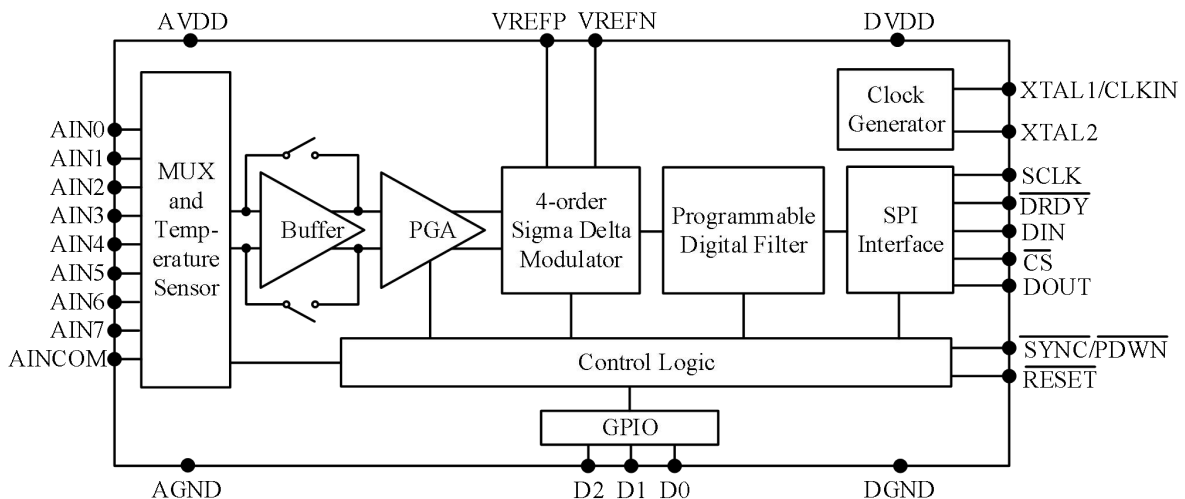 AVDD
VREFP
VREFN
DVDD
AIN0
AIN1
AIN2
AIN3
AIN4
AIN5
AIN6
AIN7
AINCOM
MUX
and
Temp-
erature
Sensor
Buffer
PGA
4-order
Sigma Delta
Modulator
Programmable
Digital Filter
Clock
Generator
SPI
Interface
XTAL1/CLKIN
XTAL2
SCLK
DRDY
DIN
CS
DOUT
Control Logic
SYNC/PDWN
RESET
GPIO
AGND
D2
D1
D0
DGND